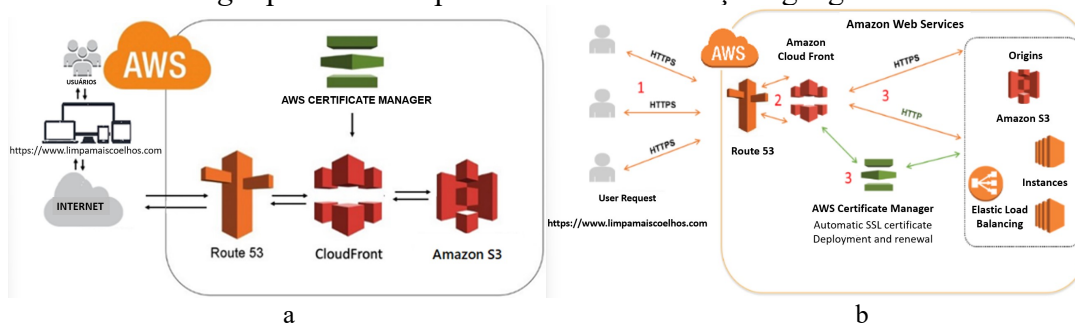 AWS
USUÁRIOS
https://www.limpamaiscoelhos.com
INTERNET
AWS CERTIFICATE MANAGER
Route 53
CloudFront
Amazon S3
a
Amazon Web Services
AWS
HTTPS
1
HTTPS
HTTPS
User Request
https://www.limpamaiscoelhos.com
Route 53
2
Amazon
Cloud Front
HTTPS
3
HTTP
3
AWS Certificate Manager
Automatic SSL certificate
Deployment and renewal
Origins
Amazon S3
Instances
Elastic Load
Balancing
b